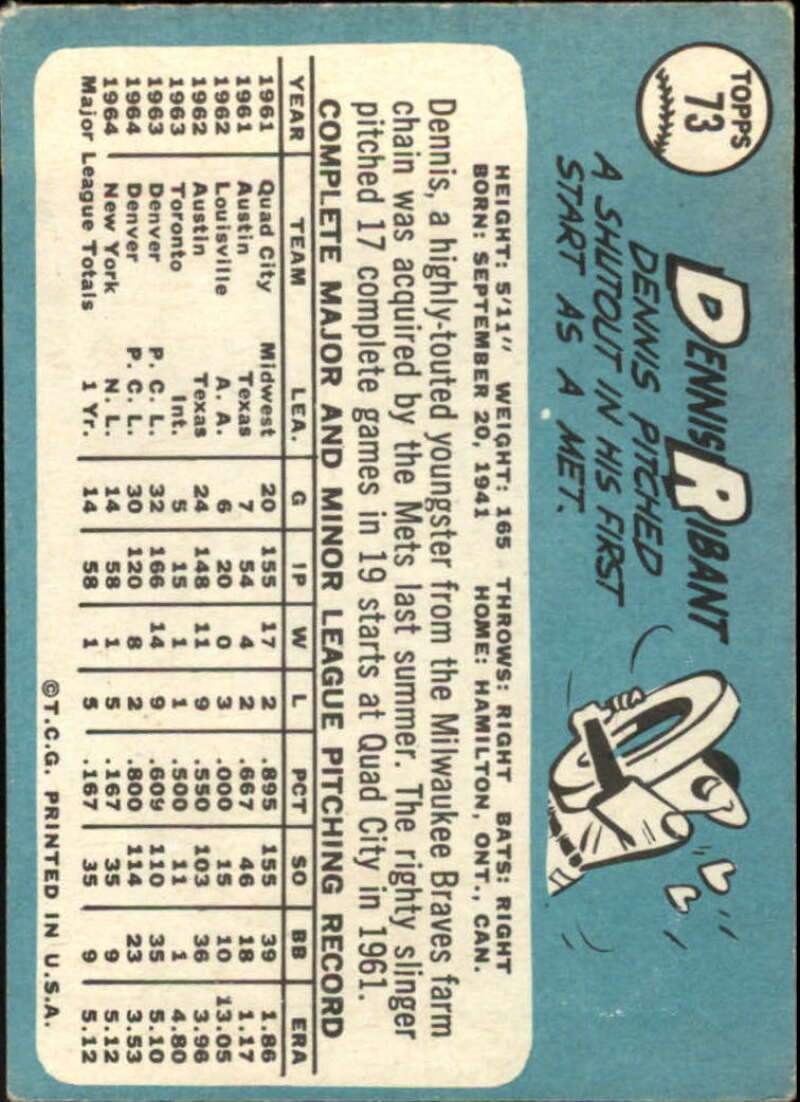 TOPPS
73
DENNIS RIBANT
DENNIS PITCHED
A SHUTOUT IN HIS FIRST
START AS A MET.
HEIGHT: 5'11" WEIGHT: 165 THROWS: RIGHT BATS: RIGHT
BORN: SEPTEMBER 20, 1941 HOME: HAMILTON, ONT., CAN.
Dennis, a highly-touted youngster from the Milwaukee Braves farm
chain was acquired by the Mets last summer. The righty slinger
pitched 17 complete games in 19 starts at Quad City in 1961.
COMPLETE MAJOR AND MINOR LEAGUE PITCHING RECORD
YEAR TEAM LEA. G IP W L PCT SO BB ERA
1961 Quad City Midwest 20 155 17 2 .895 155 39 1.86
1961 Austin Texas 7 54 4 2 .667 46 18 1.17
1962 Louisville A. A. 6 20 0 3 .000 15 10 13.05
1962 Austin Texas 24 148 11 9 .550 103 36 3.96
1963 Toronto Int. 5 15 1 1 .500 11 1 4.80
1963 Denver P. C. L. 32 166 14 9 .609 110 35 5.10
1964 Denver P. C. L. 30 120 8 2 .800 114 23 3.53
1964 New York N. L. 14 58 1 5 .167 35 9 5.12
Major League Totals 1 Yr. 14 58 1 5 .167 35 9 5.12
©T.C.G. PRINTED IN U.S.A.